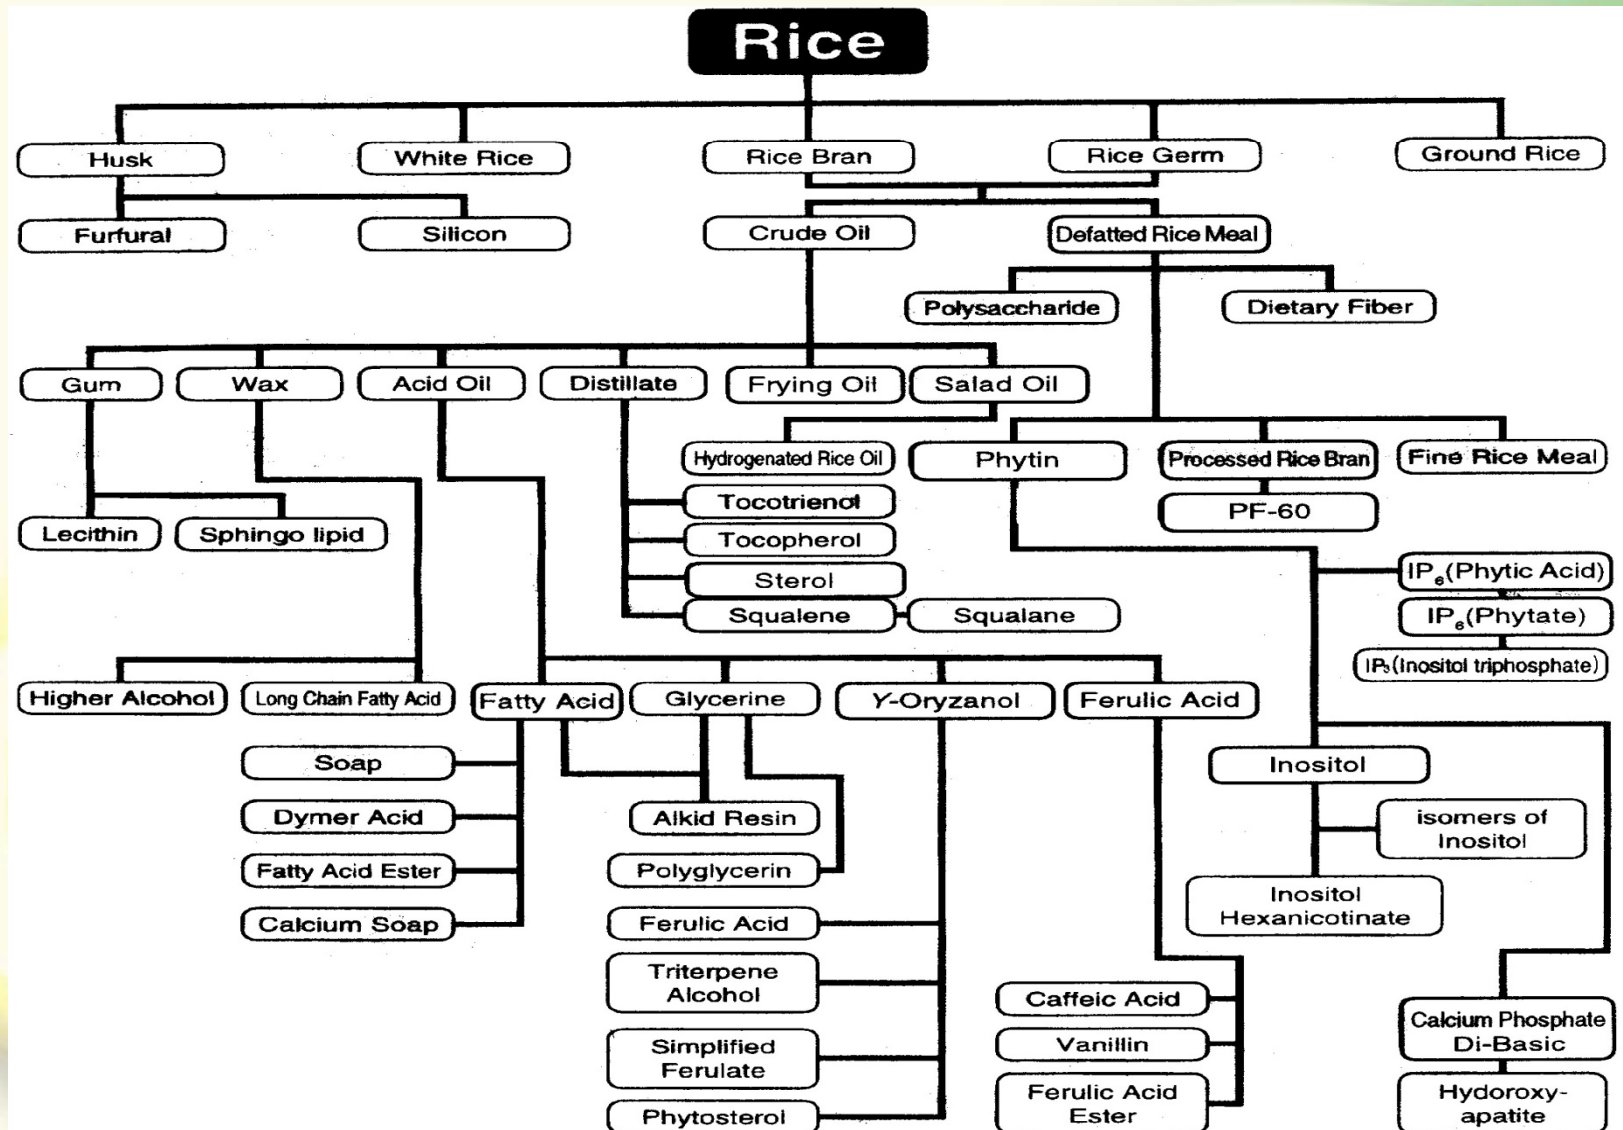 Rice
Husk
White Rice
Rice Bran
Rice Germ
Ground Rice
Furfural
Silicon
Crude Oil
Defatted Rice Meal
Polysaccharide
Dietary Fiber
Gum
Wax
Acid Oil
Distillate
Frying Oil
Salad Oil
Hydrogenated Rice Oil
Phytin
Processed Rice Bran
Fine Rice Meal
Tocotrienol
PF-60
Lecithin
Sphingo lipid
Tocopherol
Sterol
IP₆(Phytic Acid)
Squalene
Squalane
IP₆(Phytate)
IP₃(Inositol triphosphate)
Higher Alcohol
Long Chain Fatty Acid
Fatty Acid
Glycerine
Y-Oryzanol
Ferulic Acid
Soap
Inositol
Dymer Acid
Alkid Resin
isomers of
Inositol
Fatty Acid Ester
Polyglycerin
Inositol
Hexanicotinate
Calcium Soap
Ferulic Acid
Triterpene
Alcohol
Caffeic Acid
Calcium Phosphate
Di-Basic
Simplified
Ferulate
Vanillin
Phytosterol
Ferulic Acid
Ester
Hydoroxy-
apatite